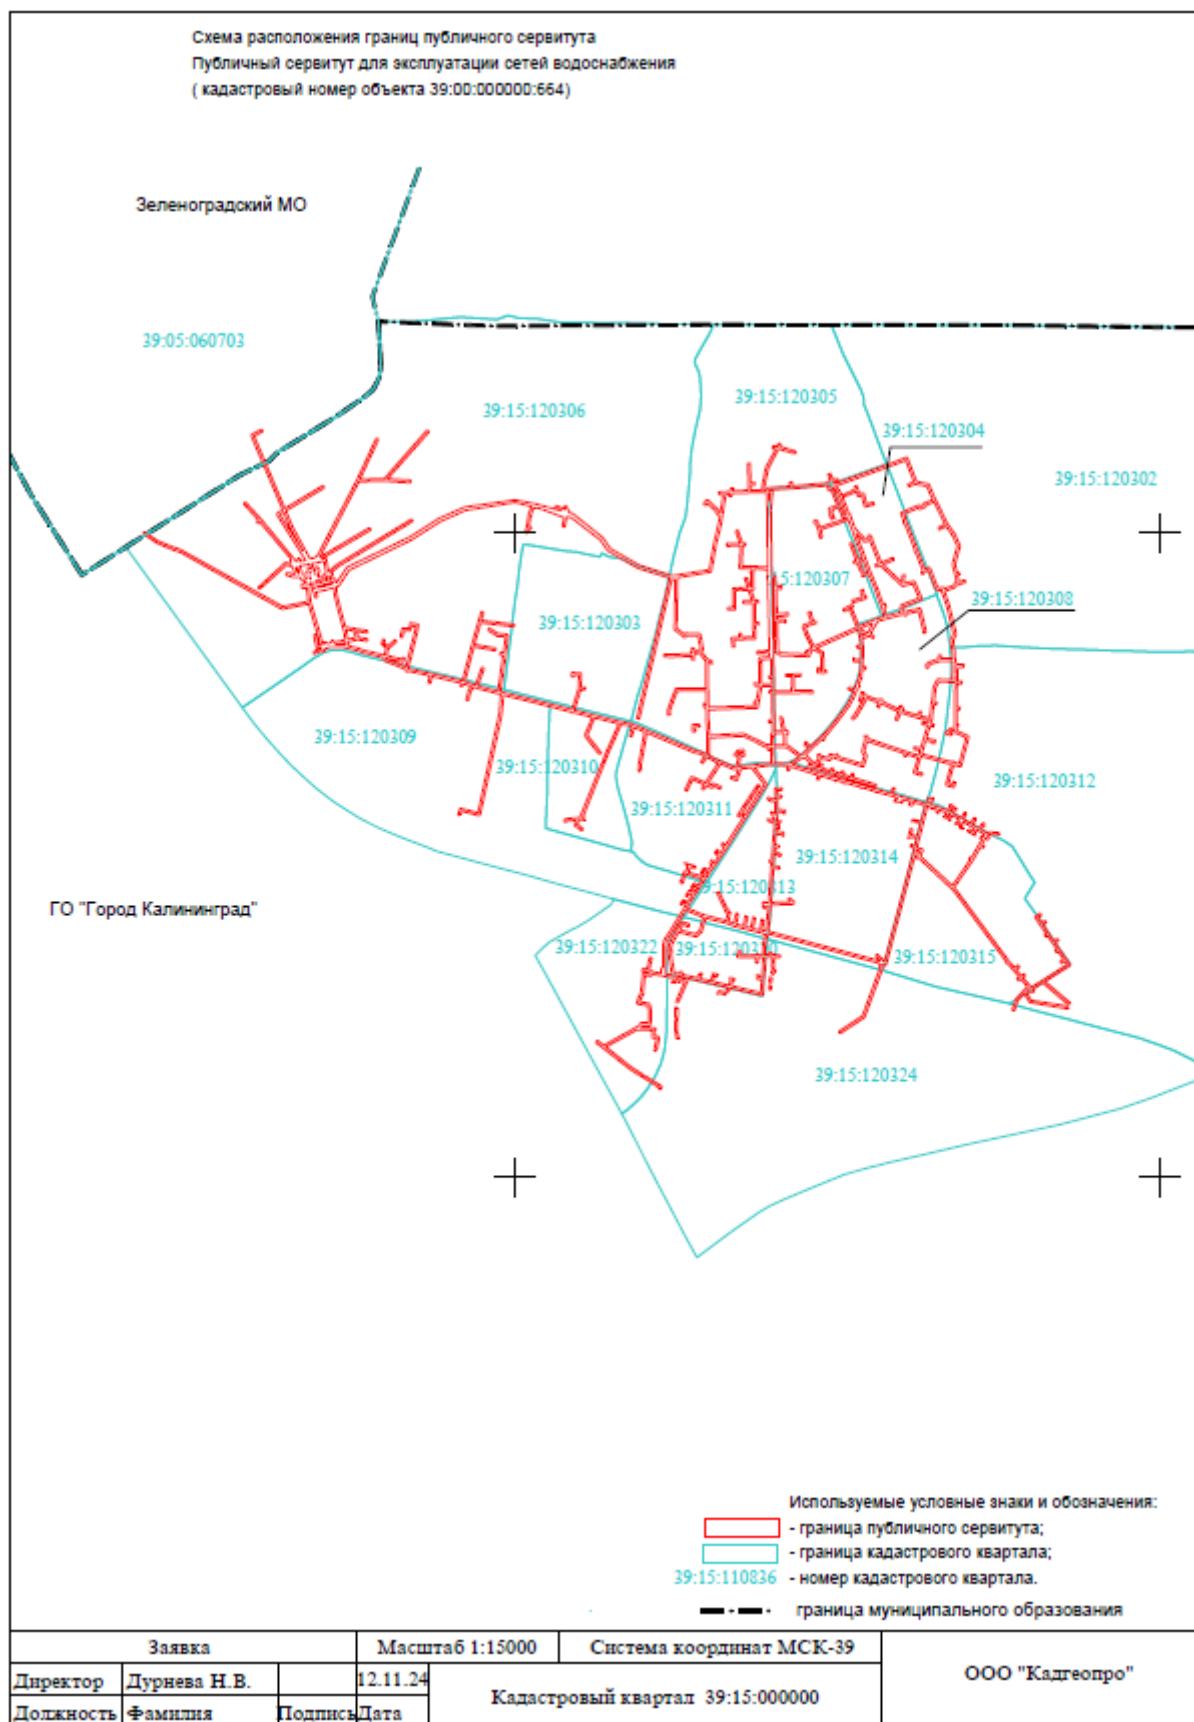 Схема расположения границ публичного сервитута
Публичный сервитут для эксплуатации сетей водоснабжения
( кадастровый номер объекта 39:00:000000:664)
Зеленоградский МО
39:05:060703
39:15:120306
39:15:120305
39:15:120304
39:15:120302
15:120307
39:15:120308
39:15:120303
39:15:120309
39:15:120310
39:15:120312
39:15:120311
39:15:120314
39:15:120313
ГО "Город Калининград"
39:15:120322
39:15:120315
39:15:120324
Используемые условные знаки и обозначения:
- граница публичного сервитута;
- граница кадастрового квартала;
39:15:110836 - номер кадастрового квартала.
граница муниципального образования
Заявка Масштаб 1:15000 Система координат МСК-39
ООО "Кадгеопро"
Директор Дурнева Н.В. 12.11.24
Кадастровый квартал 39:15:000000
Должность Фамилия Подпись Дата